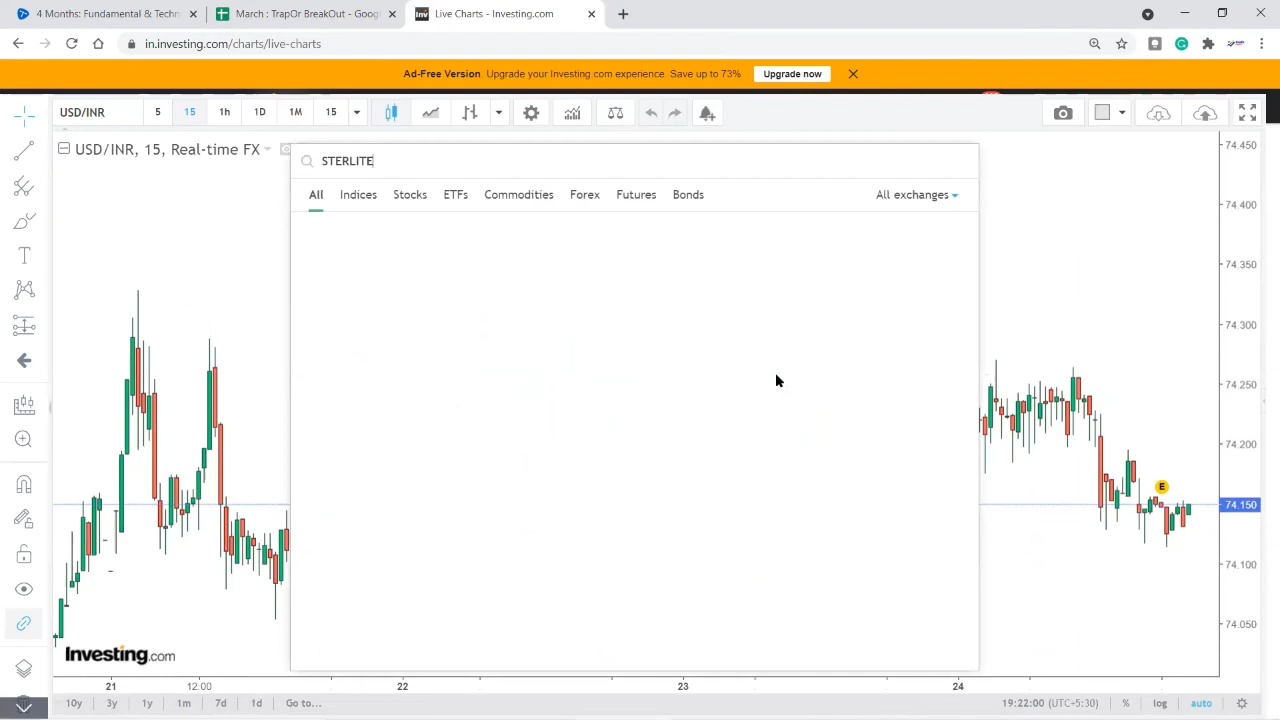 4 Months: Fundamental & Techn
March : TrapOr BreakOut - Googl
Live Charts - Investing.com
in.investing.com/charts/live-charts
Ad-Free Version Upgrade your Investing.com experience. Save up to 73%
Upgrade now
USD/INR 5 15 1h 1D 1M 15
USD/INR, 15, Real-time FX
STERLITE
All Indices Stocks ETFs Commodities Forex Futures Bonds All exchanges
74.450
74.400
74.350
74.300
74.250
74.200
E
74.150
74.100
74.050
Investing.com
21 12:00 22 23 24
10y 3y 1y 1m 7d 1d Go to... 19:22:00 (UTC+5:30) % log auto